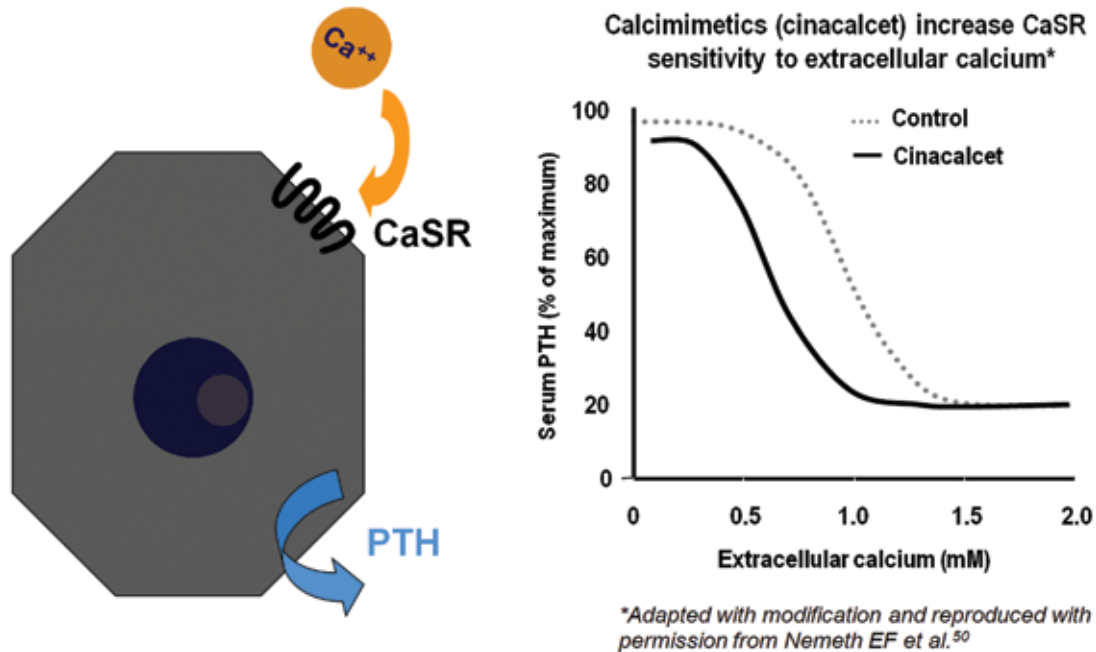 Ca++
CaSR
PTH
Calcimimetics (cinacalcet) increase CaSR
sensitivity to extracellular calcium*
Control
Cinacalcet
Serum PTH (% of maximum)
100
80
60
40
20
0
0 0.5 1.0 1.5 2.0
Extracellular calcium (mM)
*Adapted with modification and reproduced with
permission from Nemeth EF et al.50